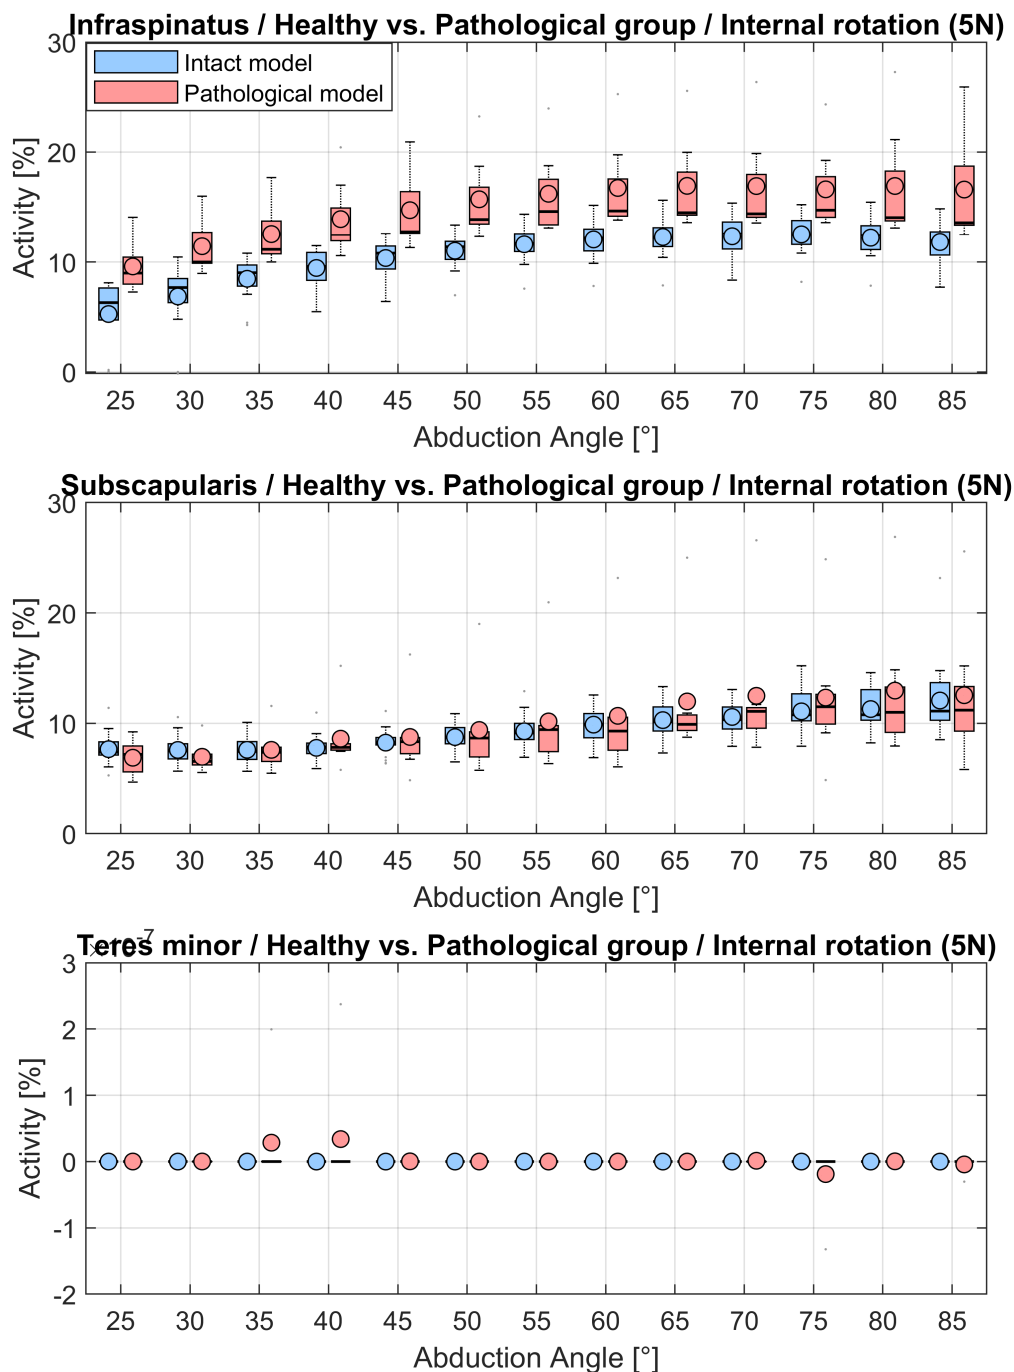 Infraspinatus / Healthy vs. Pathological group / Internal rotation (5N)
30
Intact model
Pathological model
20
10
0
Activity [%]
25 30 35 40 45 50 55 60 65 70 75 80 85
Abduction Angle [°]
Subscapularis / Healthy vs. Pathological group / Internal rotation (5N)
30
20
10
0
Activity [%]
25 30 35 40 45 50 55 60 65 70 75 80 85
Abduction Angle [°]
-7
Teres minor / Healthy vs. Pathological group / Internal rotation (5N)
3
2
1
0
-1
-2
Activity [%]
25 30 35 40 45 50 55 60 65 70 75 80 85
Abduction Angle [°]